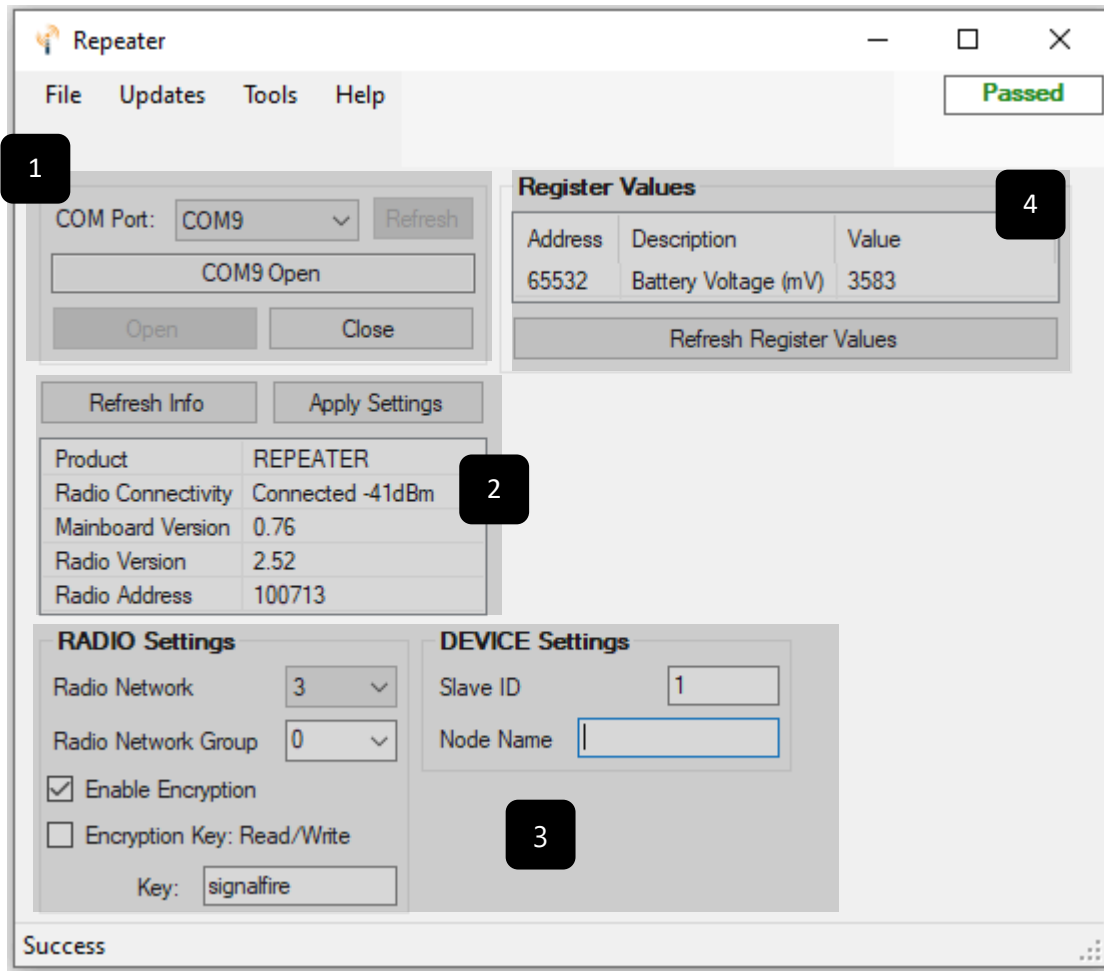 Repeater
File Updates Tools Help
Passed
1
COM Port: COM9 Refresh
COM9 Open
Open Close
Register Values
4
Address Description Value
65532 Battery Voltage (mV) 3583
Refresh Register Values
Refresh Info Apply Settings
Product REPEATER
Radio Connectivity Connected -41dBm
Mainboard Version 0.76
Radio Version 2.52
Radio Address 100713
2
RADIO Settings
Radio Network 3
Radio Network Group 0
Enable Encryption
Encryption Key: Read/Write
Key: signalfire
DEVICE Settings
Slave ID 1
Node Name
3
Success